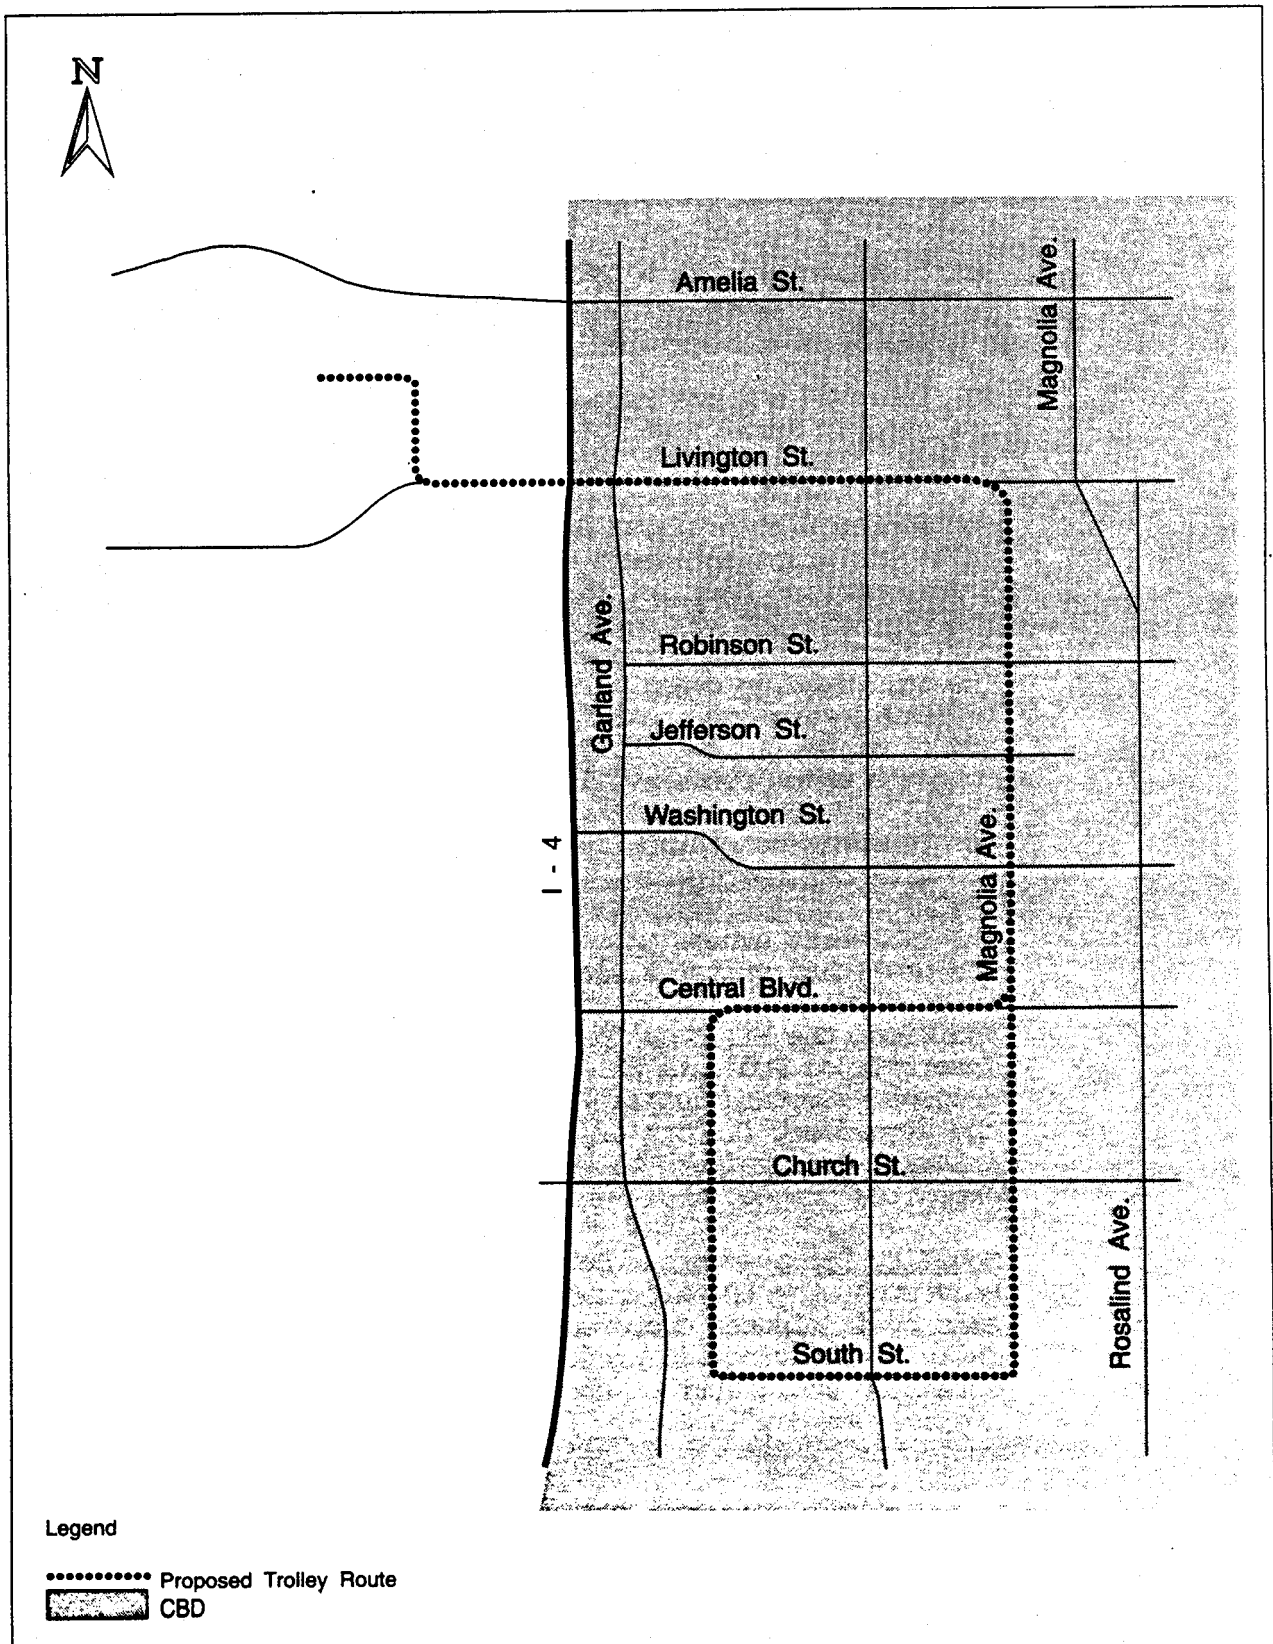 N
Amelia St.
Magnolia Ave.
Livington St.
Garland Ave.
Robinson St.
Jefferson St.
Washington St.
I - 4
Magnolia Ave.
Central Blvd.
Church St.
Rosalind Ave.
South St.
Legend
Proposed Trolley Route
CBD